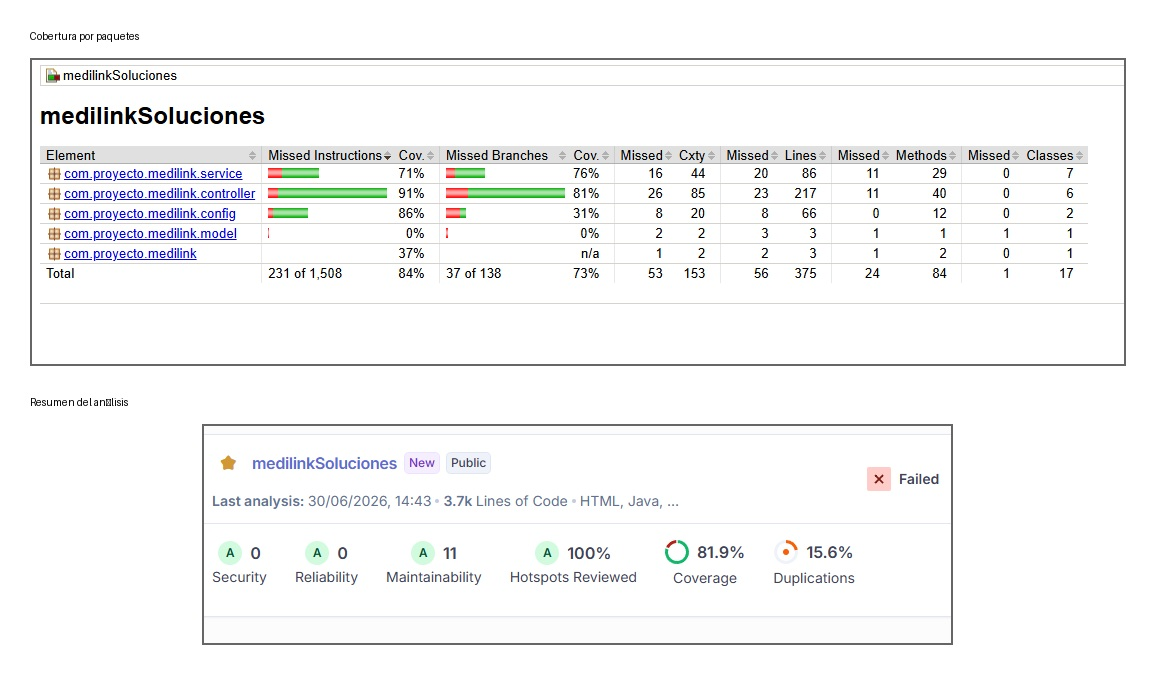 Cobertura por paquetes
medilinkSoluciones
medilinkSoluciones
Element Missed Instructions Cov. Missed Branches Cov. Missed Cxty Missed Lines Missed Methods Missed Classes
com.proyecto.medilink.service 71% 76% 16 44 20 86 11 29 0 7
com.proyecto.medilink.controller 91% 81% 26 85 23 217 11 40 0 6
com.proyecto.medilink.config 86% 31% 8 20 8 66 0 12 0 2
com.proyecto.medilink.model 0% 0% 2 2 3 3 1 1 1 1
com.proyecto.medilink 37% n/a 1 2 2 3 1 2 0 1
Total 231 of 1,508 84% 37 of 138 73% 53 153 56 375 24 84 1 17
Resumen del an▯lisis
medilinkSoluciones New Public
Failed
Last analysis: 30/06/2026, 14:43 • 3.7k Lines of Code • HTML, Java, ...
A 0 A 0 A 11 A 100% 81.9% 15.6%
Security Reliability Maintainability Hotspots Reviewed Coverage Duplications